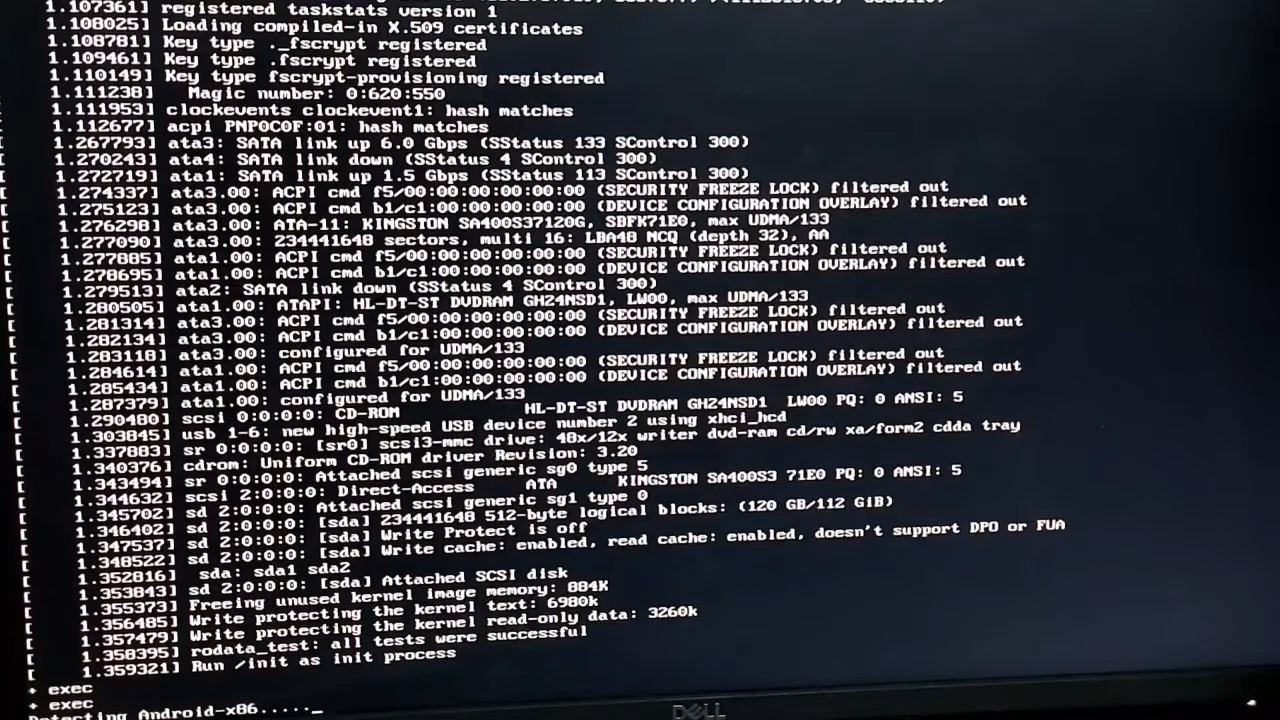 1.107361] registered taskstats version 1
1.108025] Loading compiled-in X.509 certificates
1.108781] Key type ._fscrypt registered
1.109461] Key type .fscrypt registered
1.110149] Key type fscrypt-provisioning registered
1.111238]   Magic number: 0:620:550
1.111953] clockevents clockevent1: hash matches
1.112677] acpi PNP0C0F:01: hash matches
[    1.267793] ata3: SATA link up 6.0 Gbps (SStatus 133 SControl 300)
[    1.270243] ata4: SATA link down (SStatus 4 SControl 300)
[    1.272719] ata1: SATA link up 1.5 Gbps (SStatus 113 SControl 300)
[    1.274337] ata3.00: ACPI cmd f5/00:00:00:00:00:00 (SECURITY FREEZE LOCK) filtered out
[    1.275123] ata3.00: ACPI cmd b1/c1:00:00:00:00:00 (DEVICE CONFIGURATION OVERLAY) filtered out
[    1.276298] ata3.00: ATA-11: KINGSTON SA400S37120G, SBFK71E0, max UDMA/133
[    1.277090] ata3.00: 234441648 sectors, multi 16: LBA48 NCQ (depth 32), AA
[    1.277885] ata1.00: ACPI cmd f5/00:00:00:00:00:00 (SECURITY FREEZE LOCK) filtered out
[    1.278695] ata1.00: ACPI cmd b1/c1:00:00:00:00:00 (DEVICE CONFIGURATION OVERLAY) filtered out
[    1.279513] ata2: SATA link down (SStatus 4 SControl 300)
[    1.280505] ata1.00: ATAPI: HL-DT-ST DVDRAM GH24NSD1, LW00, max UDMA/133
[    1.281314] ata3.00: ACPI cmd f5/00:00:00:00:00:00 (SECURITY FREEZE LOCK) filtered out
[    1.282134] ata3.00: ACPI cmd b1/c1:00:00:00:00:00 (DEVICE CONFIGURATION OVERLAY) filtered out
[    1.283118] ata3.00: configured for UDMA/133
[    1.284614] ata1.00: ACPI cmd f5/00:00:00:00:00:00 (SECURITY FREEZE LOCK) filtered out
[    1.285434] ata1.00: ACPI cmd b1/c1:00:00:00:00:00 (DEVICE CONFIGURATION OVERLAY) filtered out
[    1.287379] ata1.00: configured for UDMA/133
[    1.290480] scsi 0:0:0:0: CD-ROM            HL-DT-ST DVDRAM GH24NSD1  LW00 PQ: 0 ANSI: 5
[    1.303845] usb 1-6: new high-speed USB device number 2 using xhci_hcd
[    1.337883] sr 0:0:0:0: [sr0] scsi3-mmc drive: 48x/12x writer dvd-ram cd/rw xa/form2 cdda tray
[    1.340376] cdrom: Uniform CD-ROM driver Revision: 3.20
[    1.343494] sr 0:0:0:0: Attached scsi generic sg0 type 5
[    1.344632] scsi 2:0:0:0: Direct-Access     ATA      KINGSTON SA400S3 71E0 PQ: 0 ANSI: 5
[    1.345702] sd 2:0:0:0: Attached scsi generic sg1 type 0
[    1.346402] sd 2:0:0:0: [sda] 234441648 512-byte logical blocks: (120 GB/112 GiB)
[    1.347537] sd 2:0:0:0: [sda] Write Protect is off
[    1.348522] sd 2:0:0:0: [sda] Write cache: enabled, read cache: enabled, doesn't support DPO or FUA
[    1.352816]  sda: sda1 sda2
[    1.353843] sd 2:0:0:0: [sda] Attached SCSI disk
[    1.355373] Freeing unused kernel image memory: 884K
[    1.356485] Write protecting the kernel text: 6980k
[    1.357479] Write protecting the kernel read-only data: 3260k
[    1.358395] rodata_test: all tests were successful
[    1.359321] Run /init as init process
+ exec
+ exec
Detecting Android-x86....._
DELL